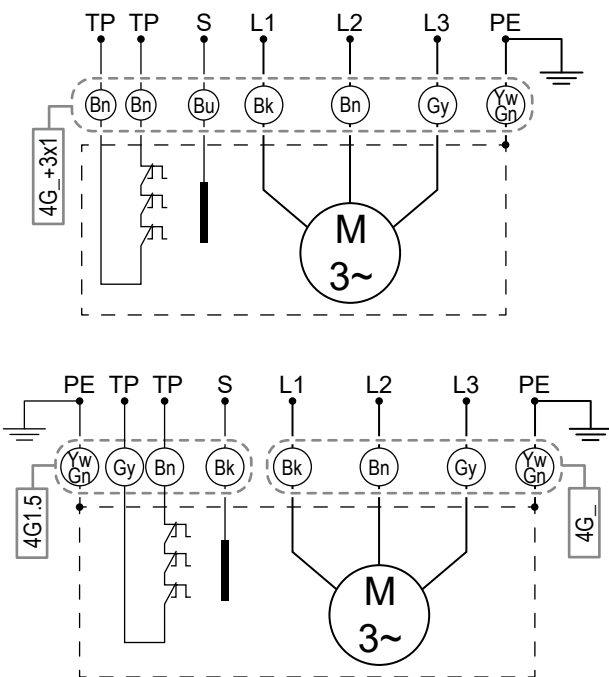 TP TP S L1 L2 L3 PE
Bn Bn Bu Bk Bn Gy Yw Gn
4G_+3x1
M
3~
PE TP TP S L1 L2 L3 PE
Yw Gn Gy Bn Bk Bk Bn Gy Yw Gn
4G1.5
4G_
M
3~